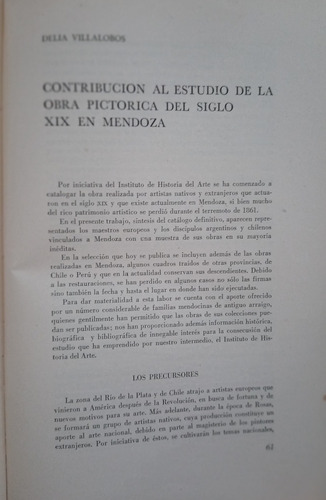 DELIA VILLALOBOS
CONTRIBUCION AL ESTUDIO DE LA
OBRA PICTORICA DEL SIGLO
XIX EN MENDOZA
Por iniciativa del Instituto de Historia del Arte se ha comenzado a
catalogar la obra realizada por artistas nativos y extranjeros que actua-
ron en el siglo XIX y que existe actualmente en Mendoza, si bien mucho
del rico patrimonio artístico se perdió durante el terremoto de 1861.
En el presente trabajo, síntesis del catálogo definitivo, aparecen repre-
sentados los maestros europeos y los discípulos argentinos y chilenos
vinculados a Mendoza con una muestra de sus obras en su mayoría
inéditas.
En la selección que hoy se publica se incluyen además de las obras
realizadas en Mendoza, algunos cuadros traídos de otras provincias, de
Chile o Perú y que en la actualidad conservan sus descendientes. Debido
a las restauraciones, se han perdido en algunos casos no sólo las firmas
sino también la fecha y hasta el lugar en donde han sido ejecutadas.
Para dar materialidad a esta labor se cuenta con el aporte ofrecido
por un número considerable de familias mendocinas de antiguo arraigo,
quienes gentilmente han permitido que las obras de sus colecciones pue-
dan ser publicadas; nos han proporcionado además información histórica,
biográfica y bibliográfica de innegable interés para la consecución del
estudio que ha emprendido por nuestro intermedio, el Instituto de His-
toria del Arte.
LOS PRECURSORES
La zona del Río de la Plata y de Chile atrajo a artistas europeos que
vinieron a América después de la Revolución, en busca de fortuna y de
nuevos motivos para su arte. Más adelante, durante la época de Rosas,
se formará un grupo de artistas nativos, cuya producción constituye un
aporte al arte nacional, debido en parte al magisterio de los pintores
extranjeros. Por iniciativa de éstos, se cultivarán los temas nacionales,
61